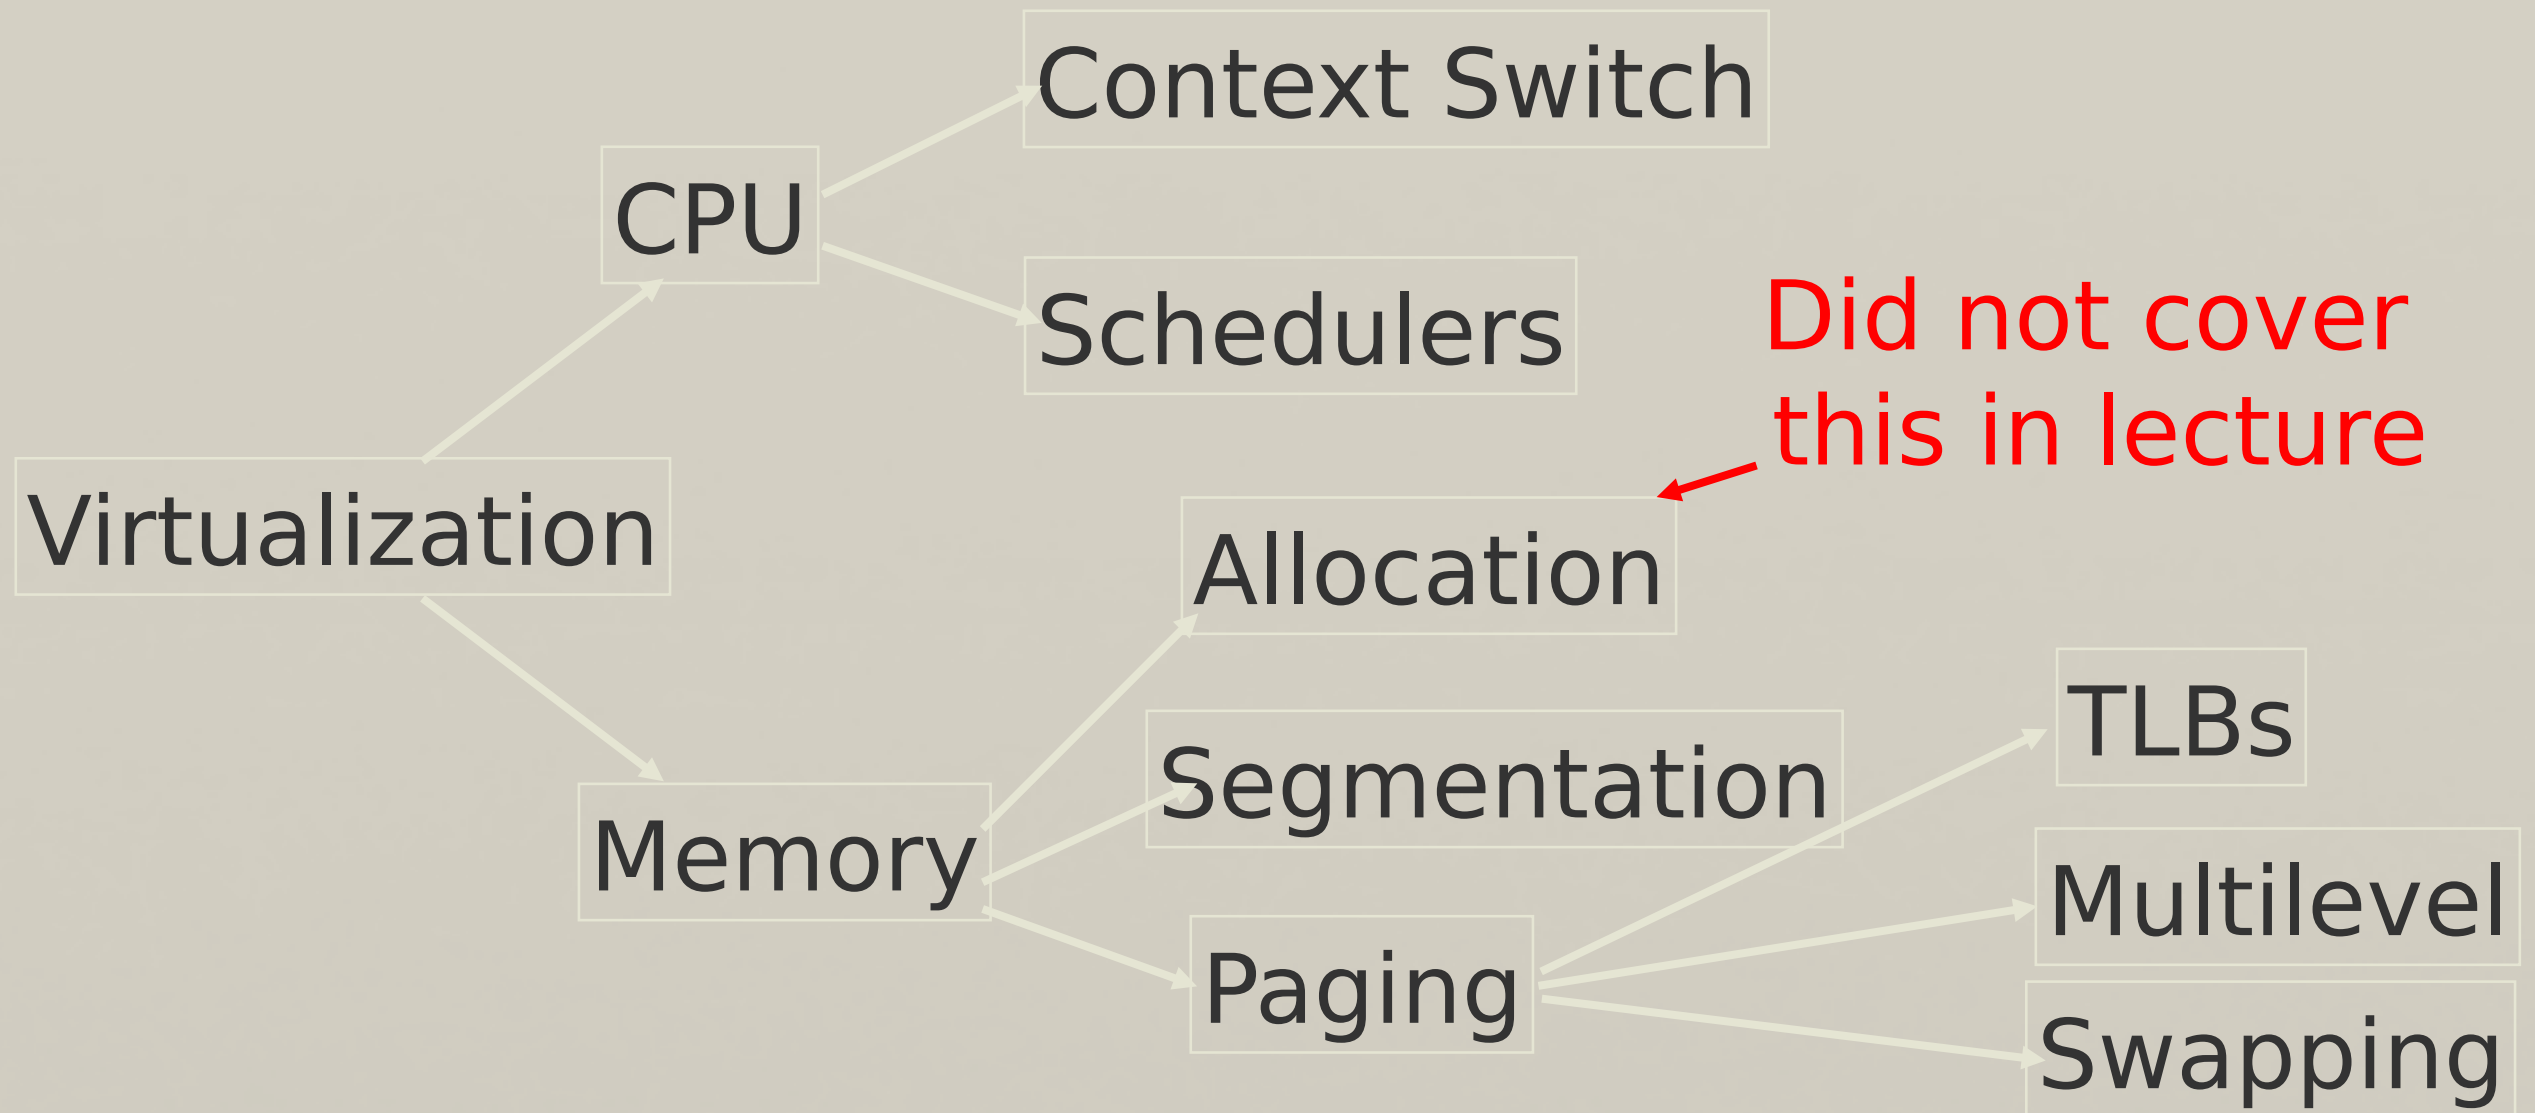 Context Switch
CPU
Schedulers
Did not cover
this in lecture
Virtualization
Allocation
TLBs
Segmentation
Memory
Multilevel
Paging
Swapping